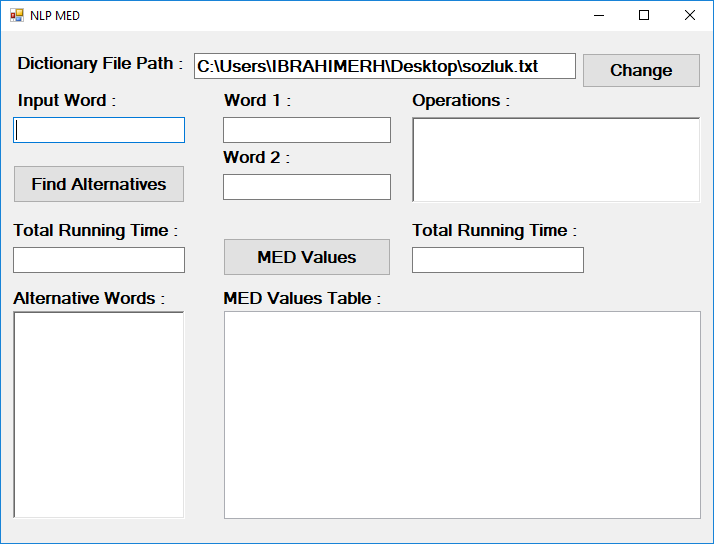 NLP MED
Dictionary File Path :
C:\Users\IBRAHIMERH\Desktop\sozluk.txt
Change
Input Word :
Word 1 :
Operations :
Word 2 :
Find Alternatives
Total Running Time :
MED Values
Total Running Time :
Alternative Words :
MED Values Table :